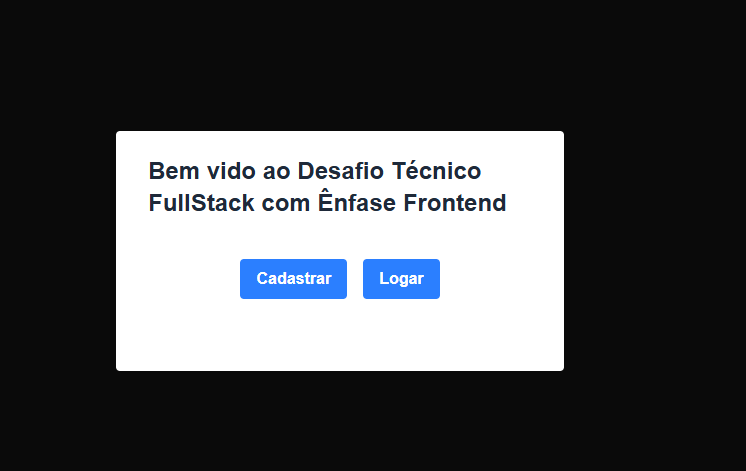 Bem vido ao Desafio Técnico
FullStack com Ênfase Frontend
Cadastrar Logar